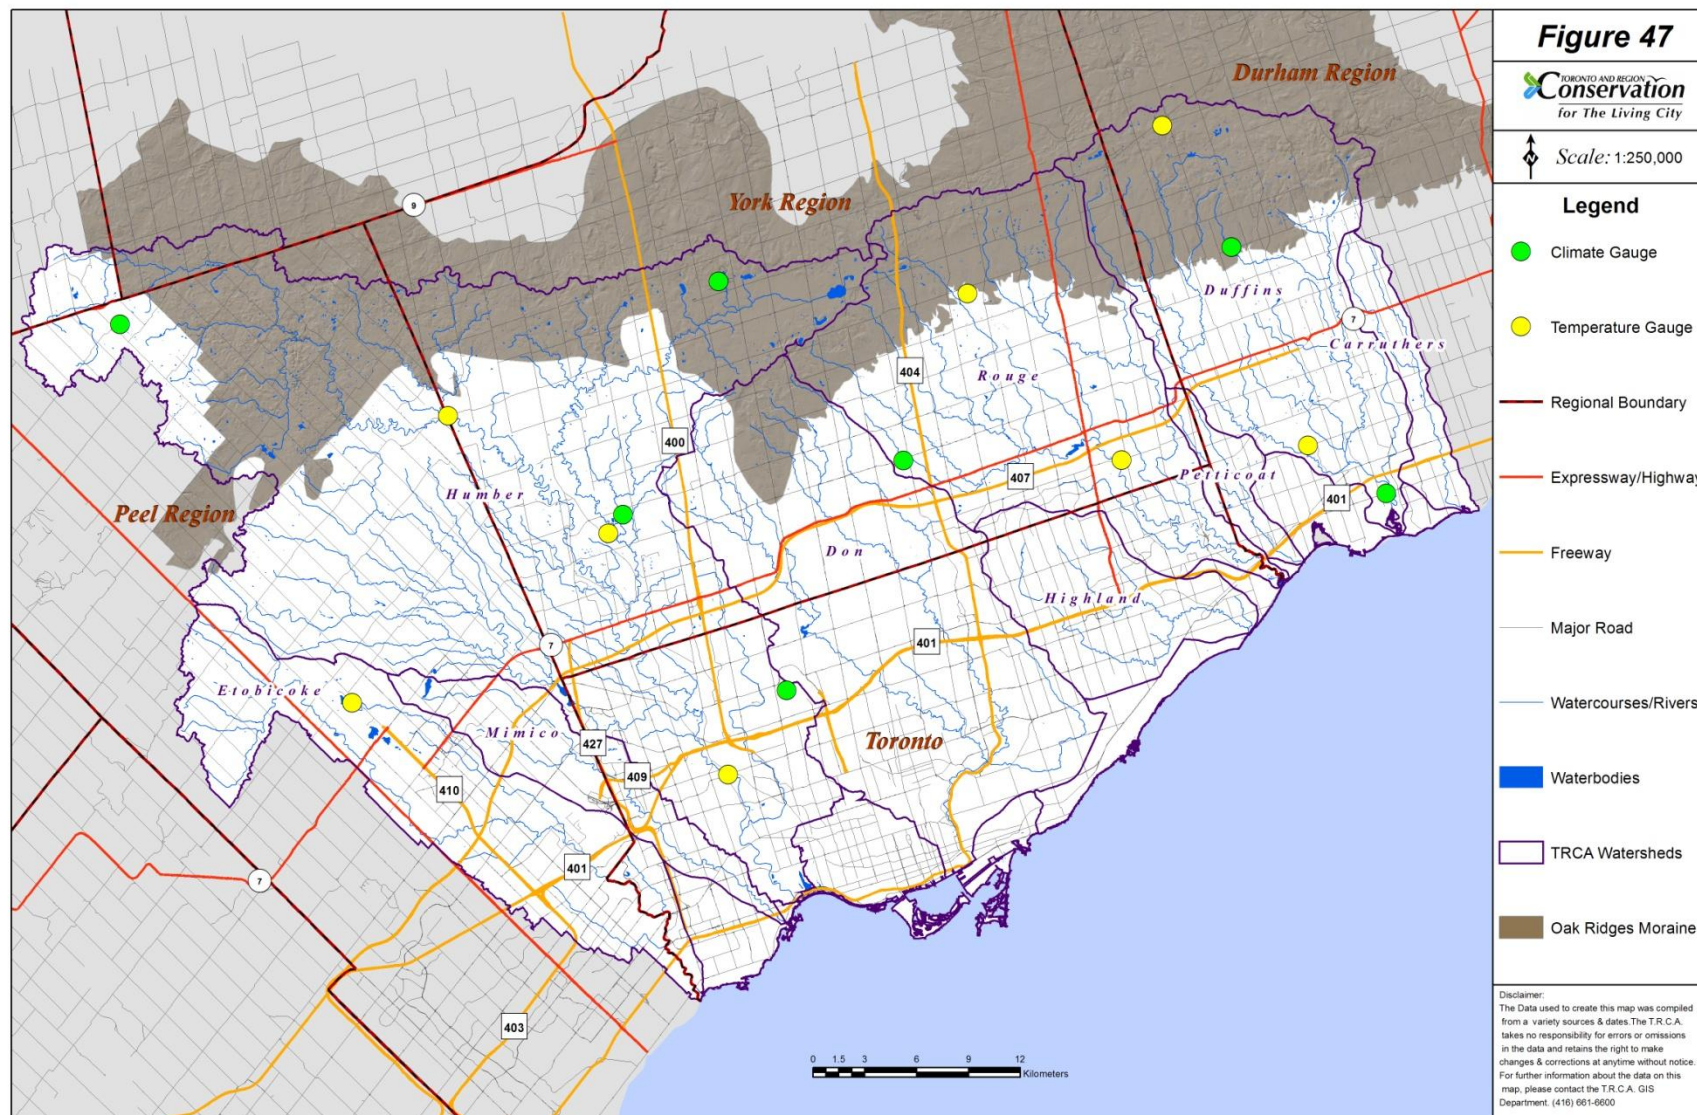 Figure 47
TORONTO AND REGION
Conservation
for The Living City
N
Scale: 1:250,000
Legend
Climate Gauge
Temperature Gauge
Regional Boundary
Expressway/Highway
Freeway
Major Road
Watercourses/Rivers
Waterbodies
TRCA Watersheds
Oak Ridges Moraine
Disclaimer:
The Data used to create this map was compiled
from a variety sources & dates.The T.R.C.A.
takes no responsibility for errors or omissions
in the data and retains the right to make
changes & corrections at anytime without notice.
For further information about the data on this
map, please contact the T.R.C.A. GIS
Department. (416) 661-6600
Durham Region
York Region
9
Duffins
7
Carruthers
404
Rouge
400
407
Petticoat
401
Humber
Peel Region
Don
Highland
7
401
Etobicoke
Mimico
427
Toronto
409
410
401
7
403
0 1.5 3 6 9 12
Kilometers